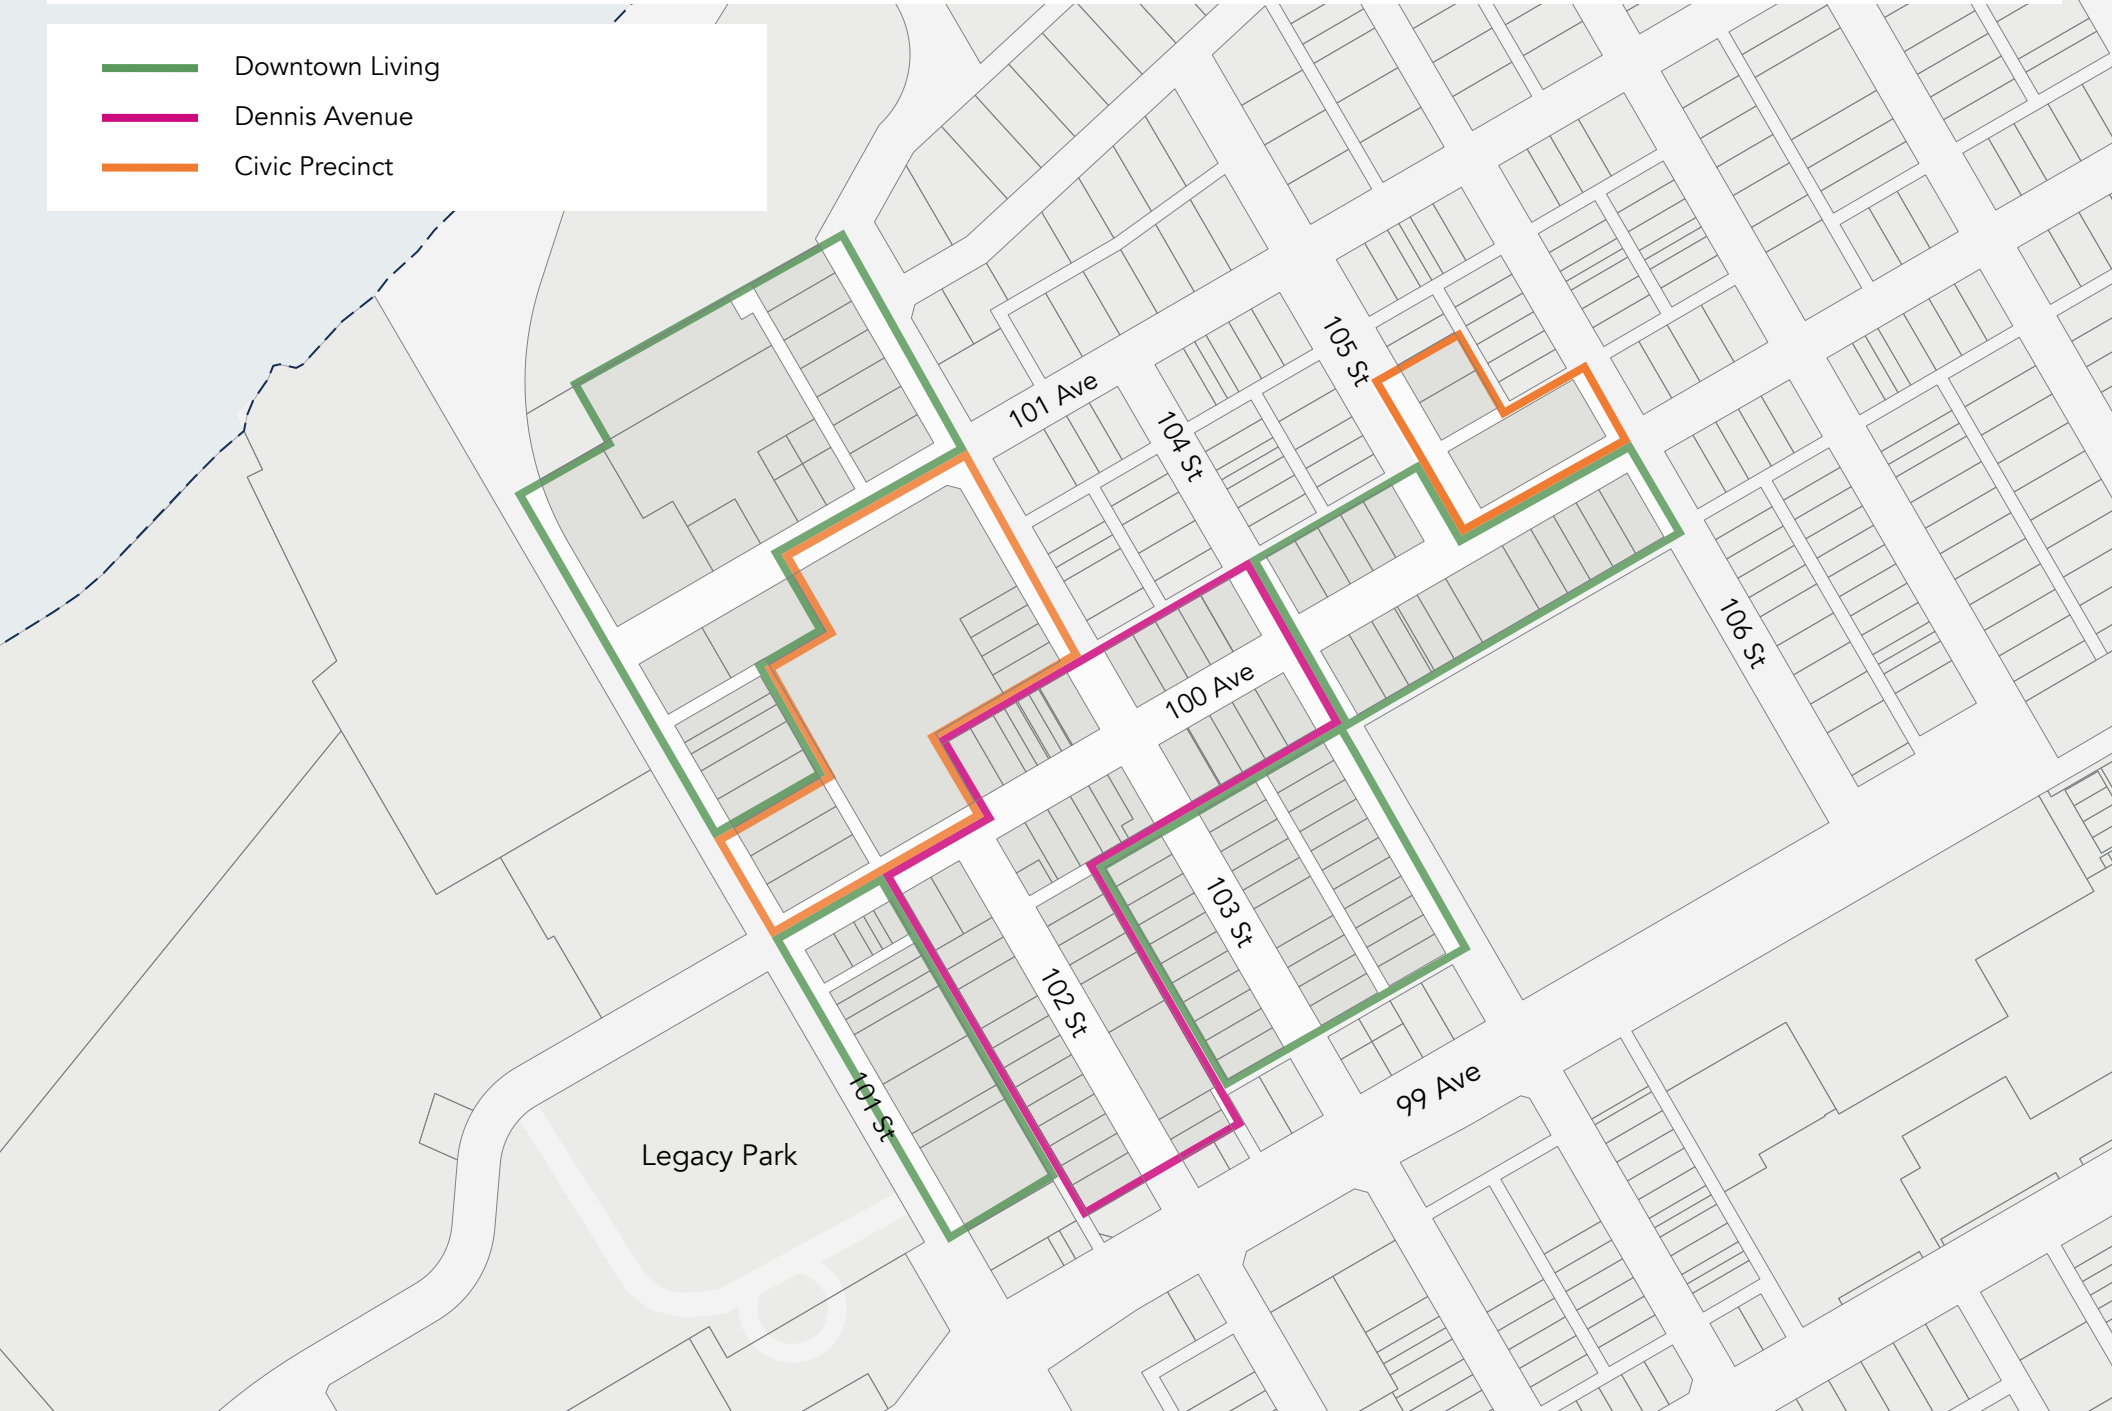 Downtown Living
Dennis Avenue
Civic Precinct
105 St
101 Ave
104 St
106 St
100 Ave
103 St
102 St
99 Ave
101 St
Legacy Park